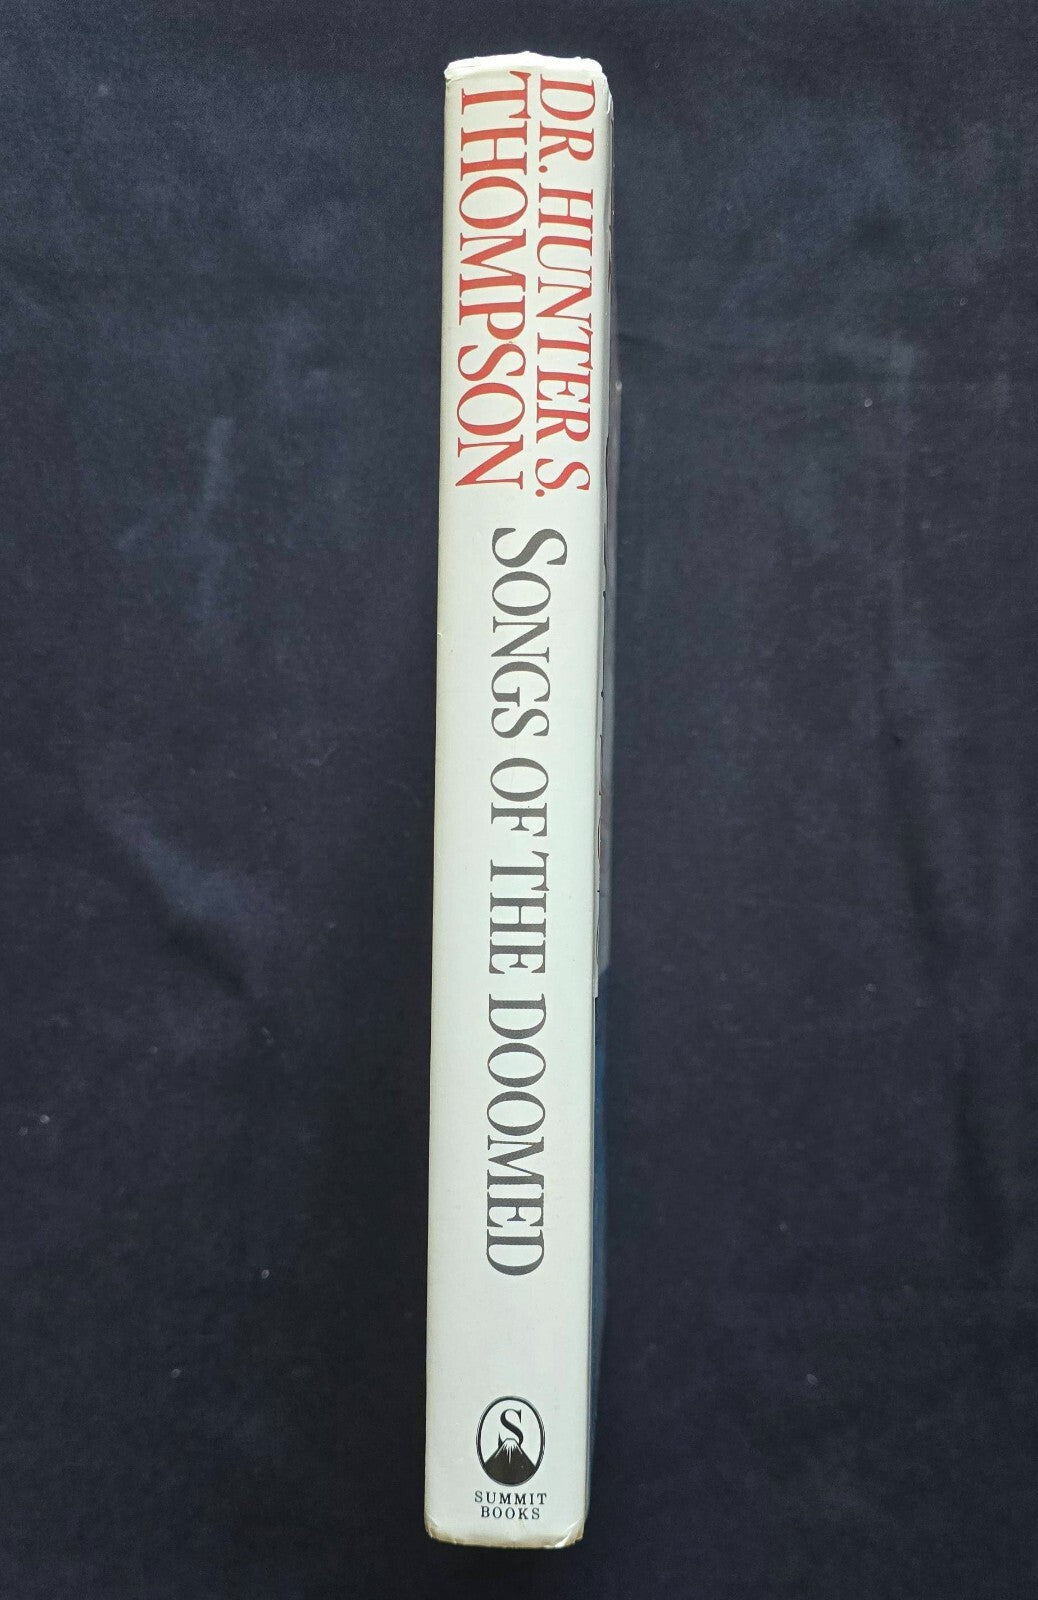 DR. HUNTER S.
THOMPSON
SONGS OF THE DOOMED
S
SUMMIT
BOOKS